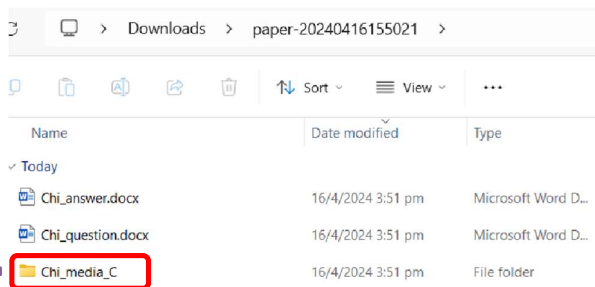 Downloads > paper-20240416155021 >
Sort View ...
Name Date modified Type
Today
Chi_answer.docx 16/4/2024 3:51 pm Microsoft Word D...
Chi_question.docx 16/4/2024 3:51 pm Microsoft Word D...
Chi_media_C 16/4/2024 3:51 pm File folder